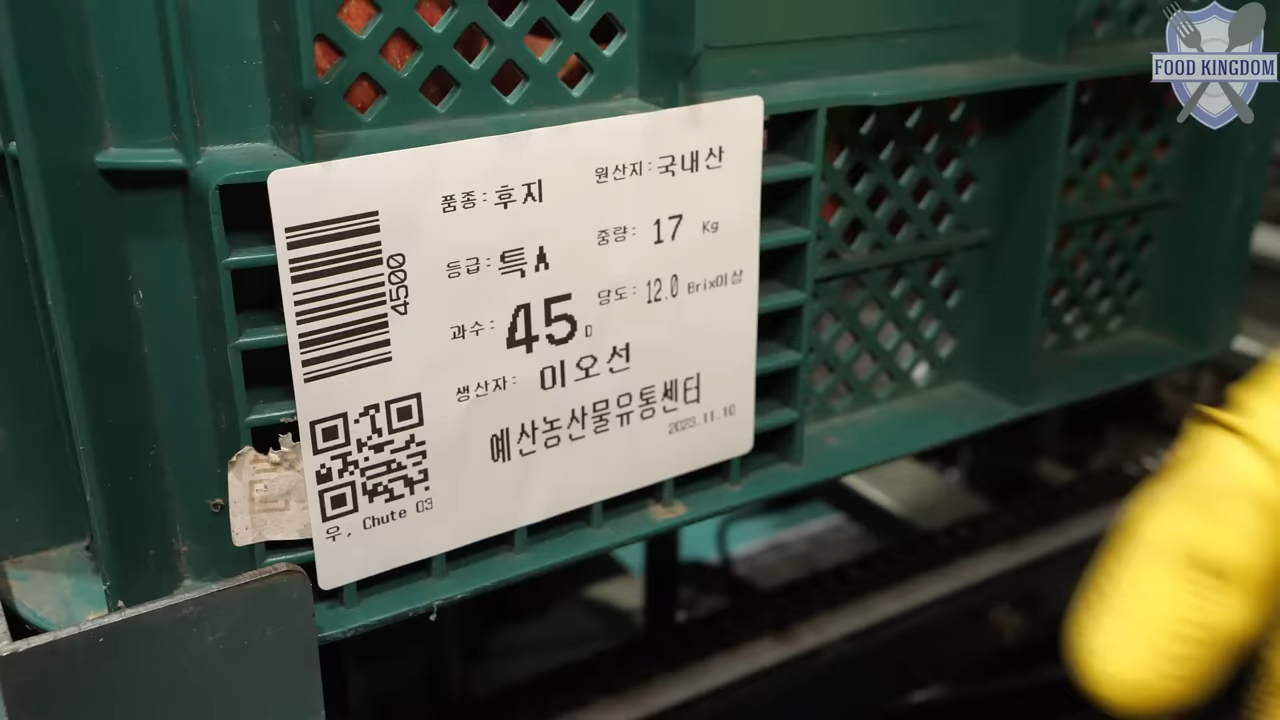 FOOD KINGDOM
품종: 후지
원산지: 국내산
등급: 특A
중량: 17 Kg
과수: 45
당도: 12.0 Brix이상
생산자: 이오선
예산농산물유통센터
2023.11.10
4500
우, Chute 03